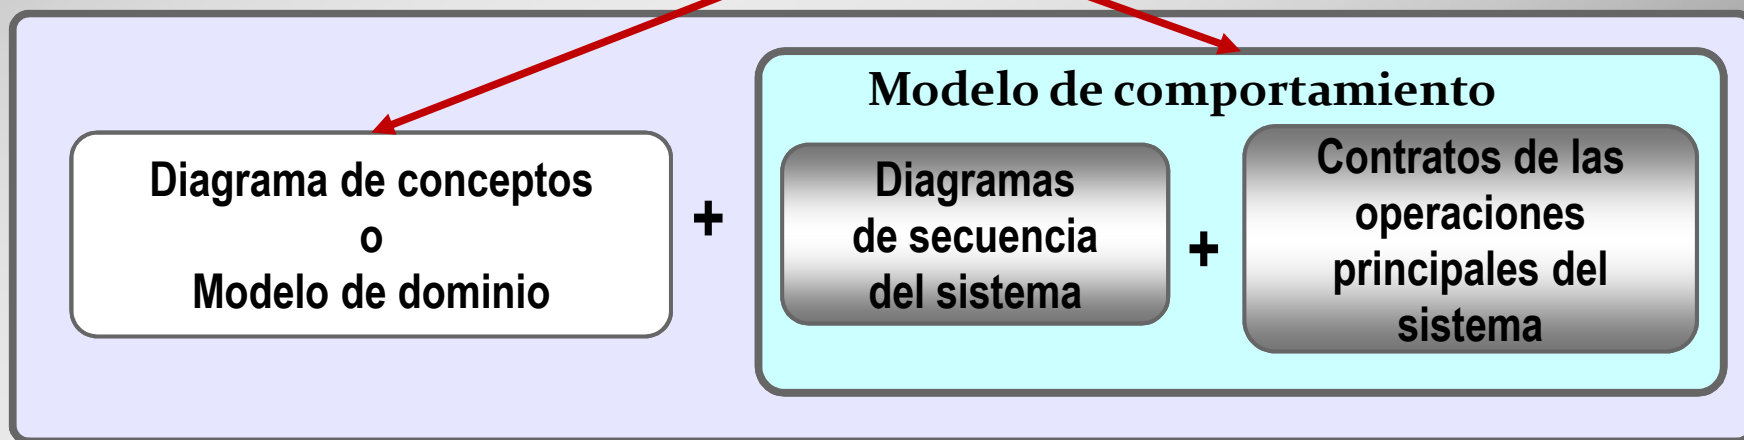 Modelo de comportamiento
Diagrama de conceptos
o
Modelo de dominio
+
Diagramas
de secuencia
del sistema
+
Contratos de las
operaciones
principales del
sistema